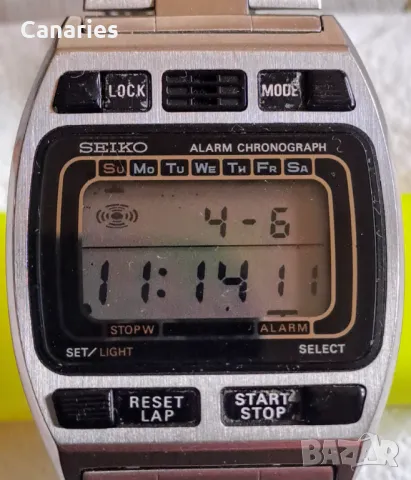 Canaries
LOCK MODE
SEIKO ALARM CHRONOGRAPH
SU MO TU WE TH FR SA
4-6
11:14 11
STOPW ALARM
SET/LIGHT SELECT
RESET LAP START STOP
BAZAR